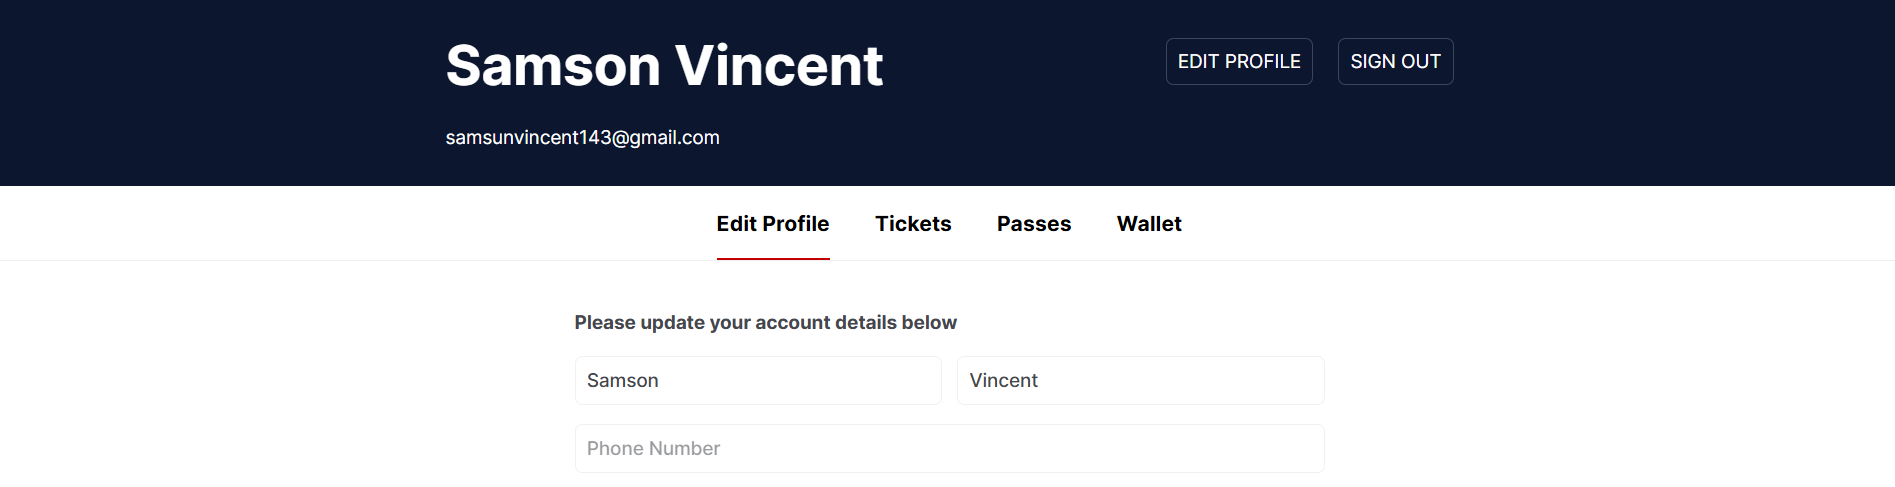 Samson Vincent
EDIT PROFILE
SIGN OUT
samsunvincent143@gmail.com
Edit Profile
Tickets
Passes
Wallet
Please update your account details below
Samson
Vincent
Phone Number